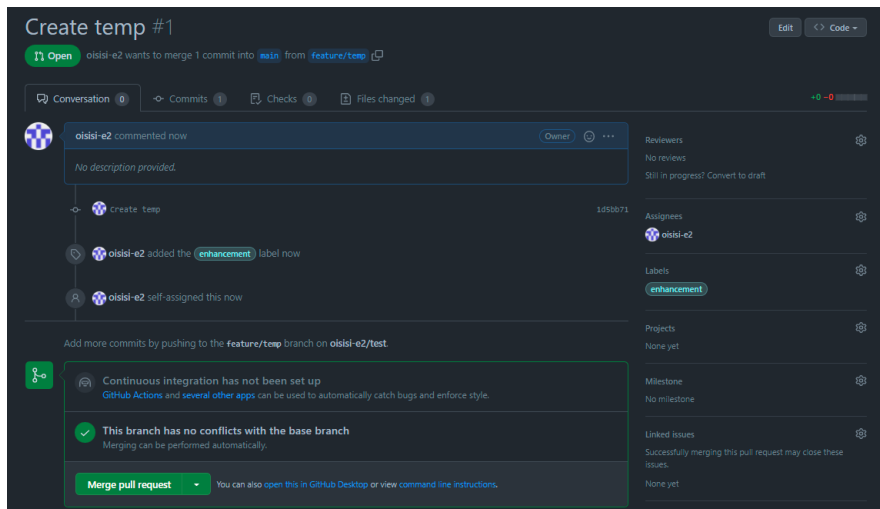 Create temp #1
Edit
<> Code
Open
oisisi-e2 wants to merge 1 commit into main from feature/temp
Conversation 0
Commits 1
Checks 0
Files changed 1
+0 −0
oisisi-e2 commented now
Owner
No description provided.
Create temp
1d5bb71
oisisi-e2 added the enhancement label now
oisisi-e2 self-assigned this now
Add more commits by pushing to the feature/temp branch on oisisi-e2/test.
Continuous integration has not been set up
GitHub Actions and several other apps can be used to automatically catch bugs and enforce style.
This branch has no conflicts with the base branch
Merging can be performed automatically.
Merge pull request
You can also open this in GitHub Desktop or view command line instructions.
Reviewers
No reviews
Still in progress? Convert to draft
Assignees
oisisi-e2
Labels
enhancement
Projects
None yet
Milestone
No milestone
Linked issues
Successfully merging this pull request may close these
issues.
None yet